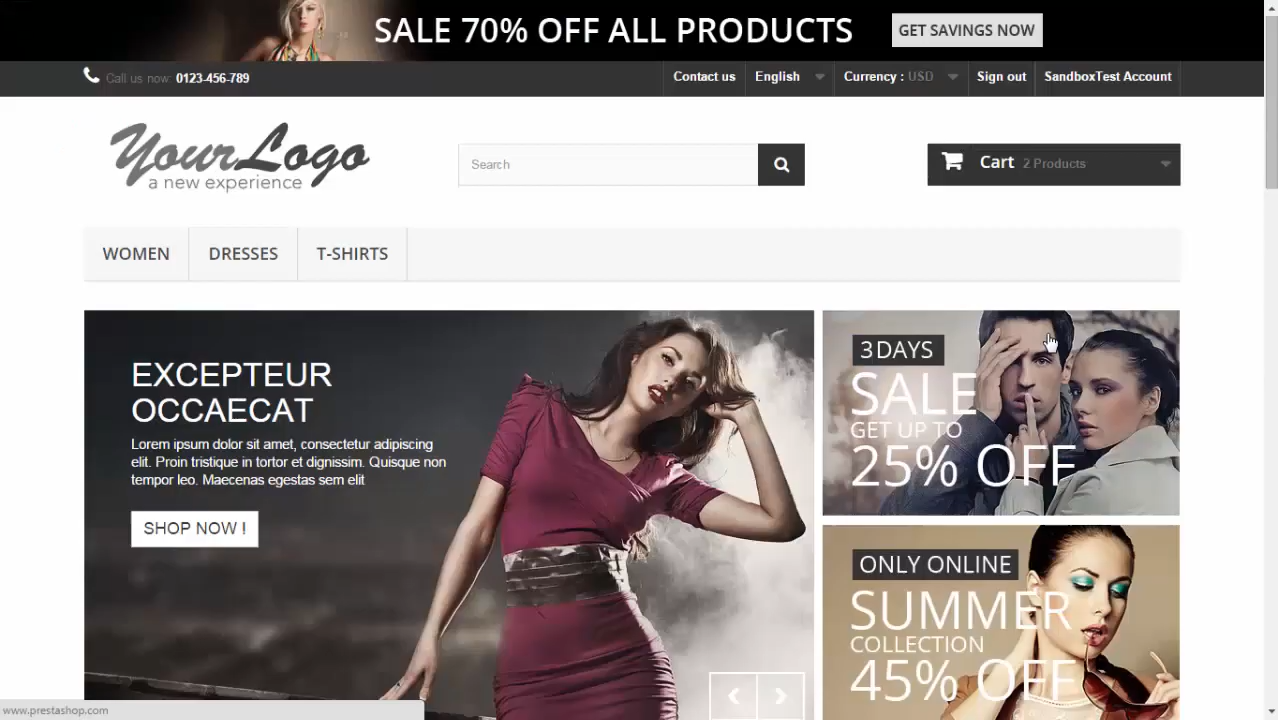 SALE 70% OFF ALL PRODUCTS
GET SAVINGS NOW
Call us now: 0123-456-789
Contact us
English
Currency : USD
Sign out
SandboxTest Account
YourLogo
a new experience
Search
Cart 2 Products
WOMEN
DRESSES
T-SHIRTS
EXCEPTEUR
OCCAECAT
Lorem ipsum dolor sit amet, consectetur adipiscing
elit. Proin tristique in tortor et dignissim. Quisque non
tempor leo. Maecenas egestas sem elit
SHOP NOW !
3DAYS
SALE
GET UP TO
25% OFF
ONLY ONLINE
SUMMER
COLLECTION
45% OFF
www.prestashop.com